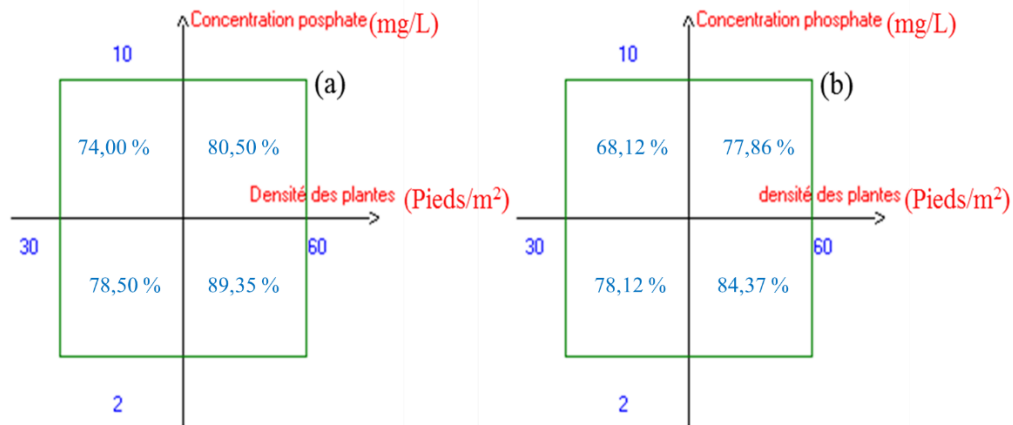 Concentration posphate (mg/L)
10
(a)
74,00 %
80,50 %
Densité des plantes (Pieds/m²)
30
60
78,50 %
89,35 %
2
Concentration phosphate (mg/L)
10
(b)
68,12 %
77,86 %
densité des plantes (Pieds/m²)
30
60
78,12 %
84,37 %
2